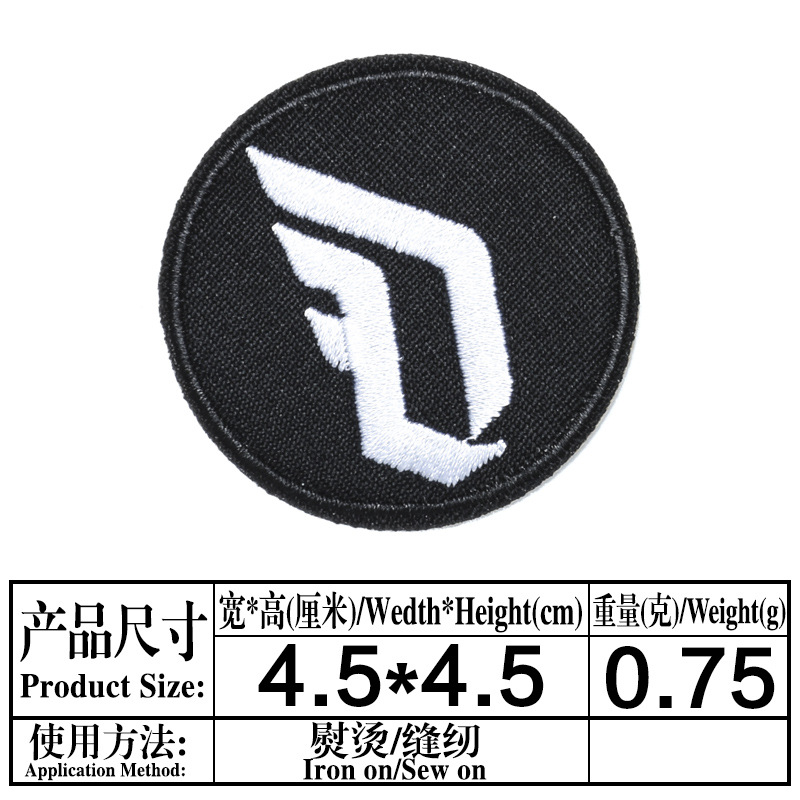 产品尺寸
Product Size:
宽*高(厘米)/Wedth*Height(cm)
4.5*4.5
重量(克)/Weight(g)
0.75
使用方法:
Application Method:
熨烫/缝纫
Iron on/Sew on